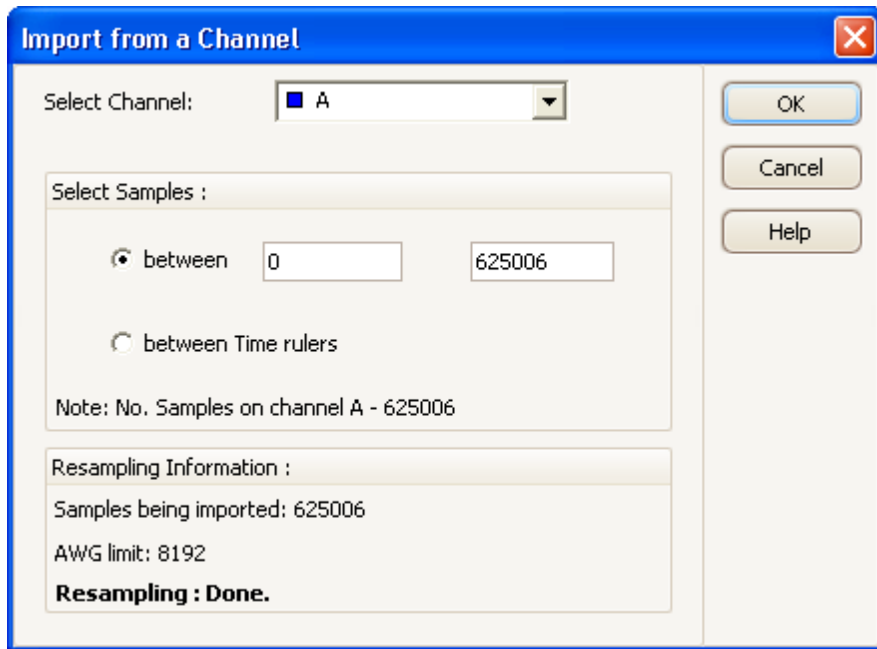 Import from a Channel
Select Channel:
A
OK
Cancel
Help
Select Samples :
between 0 625006
between Time rulers
Note: No. Samples on channel A - 625006
Resampling Information :
Samples being imported: 625006
AWG limit: 8192
Resampling : Done.